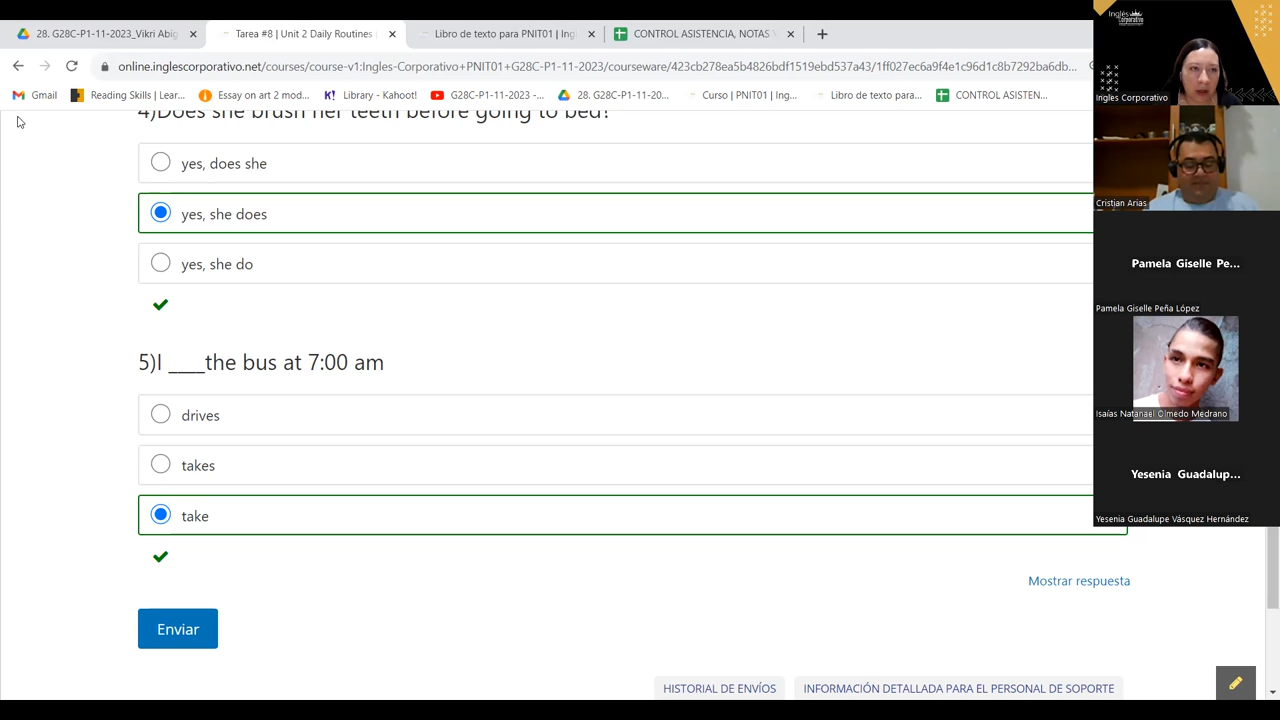 28. G28C-P1-11-2023_Vikri Abig
Tarea #8 | Unit 2 Daily Routines
Libro de texto para PNIT01 | Ing
CONTROL ASISTENCIA, NOTAS
online.inglescorporativo.net/courses/course-v1:Ingles-Corporativo+PNIT01+G28C-P1-11-2023/courseware/423cb278ea5b4826bdf1519ebd537a43/1ff027ec6a9f4e1c96d1c8b7292ba6db...
Gmail
Reading Skills | Lear...
Essay on art 2 mod...
Library - Kahoot!
G28C-P1-11-2023 -...
28. G28C-P1-11-20...
Curso | PNIT01 | Ing...
Libro de texto para...
CONTROL ASISTEN...
4)Does she brush her teeth before going to bed?
yes, does she
yes, she does
yes, she do
5)I ____the bus at 7:00 am
drives
takes
take
Mostrar respuesta
Enviar
HISTORIAL DE ENVÍOS
INFORMACIÓN DETALLADA PARA EL PERSONAL DE SOPORTE
Inglés
Corporativo
Ingles Corporativo
Cristian Arias
Pamela Giselle Pe...
Pamela Giselle Peña López
Isaías Natanael Olmedo Medrano
Yesenia Guadalup...
Yesenia Guadalupe Vásquez Hernández